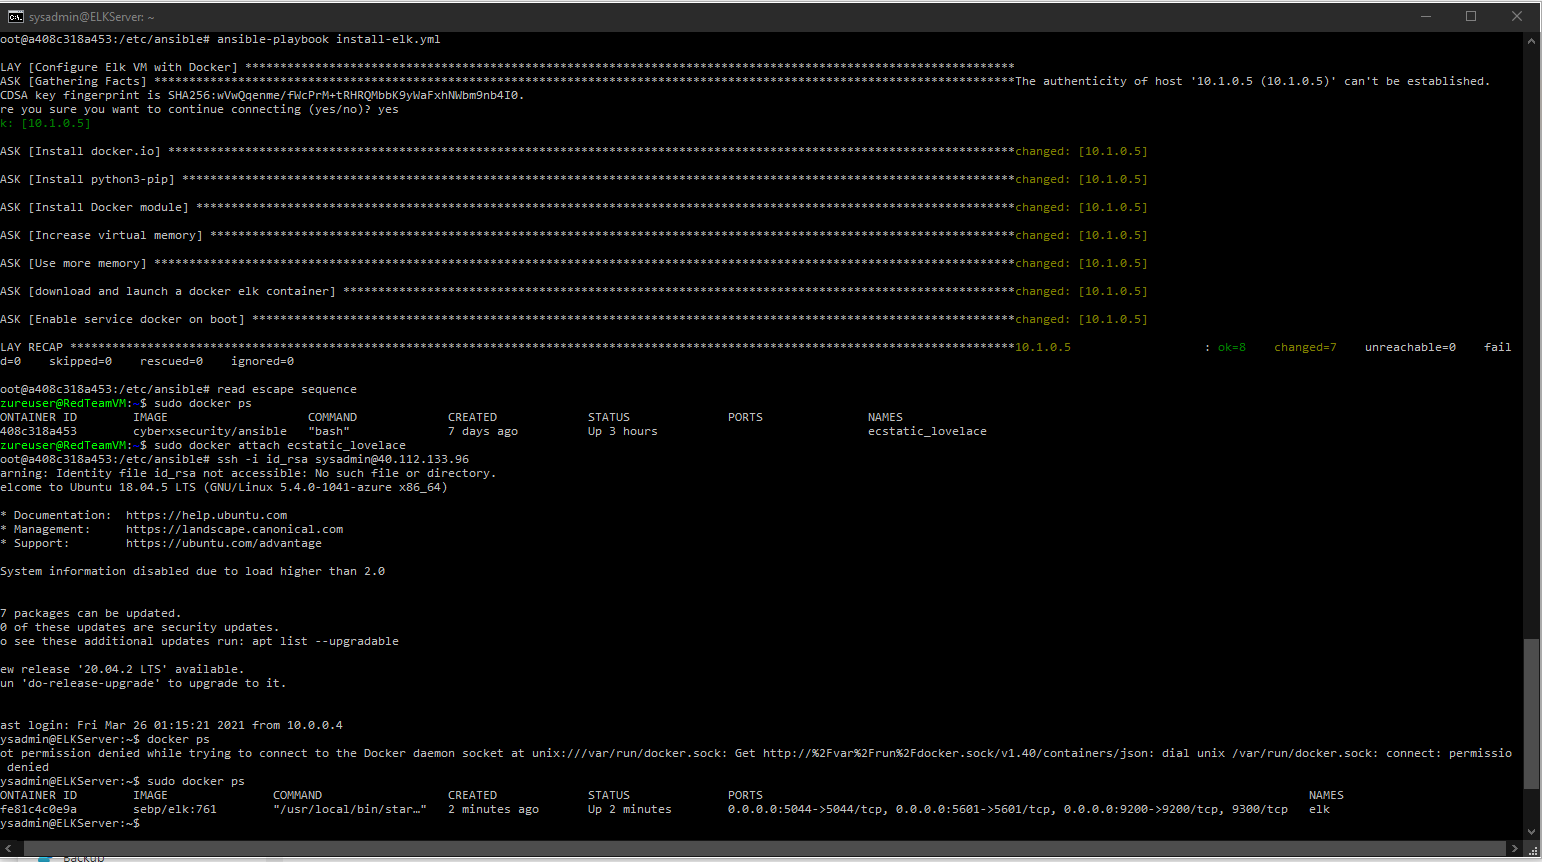 sysadmin@ELKServer: ~
oot@a408c318a453:/etc/ansible# ansible-playbook install-elk.yml
LAY [Configure Elk VM with Docker] **************************************************************************************************************
ASK [Gathering Facts] ***************************************************************************************************************************The authenticity of host '10.1.0.5 (10.1.0.5)' can't be established.
CDSA key fingerprint is SHA256:wVwQqenme/fWcPrM+tRHRQMbbK9yWaFxhNWbm9nb4I0.
re you sure you want to continue connecting (yes/no)? yes
k: [10.1.0.5]
ASK [Install docker.io] *************************************************************************************************************************changed: [10.1.0.5]
ASK [Install python3-pip] ***********************************************************************************************************************changed: [10.1.0.5]
ASK [Install Docker module] *********************************************************************************************************************changed: [10.1.0.5]
ASK [Increase virtual memory] *******************************************************************************************************************changed: [10.1.0.5]
ASK [Use more memory] ***************************************************************************************************************************changed: [10.1.0.5]
ASK [download and launch a docker elk container] ************************************************************************************************changed: [10.1.0.5]
ASK [Enable service docker on boot] *************************************************************************************************************changed: [10.1.0.5]
LAY RECAP ***************************************************************************************************************************************10.1.0.5                   : ok=8    changed=7    unreachable=0    fail
d=0    skipped=0    rescued=0    ignored=0
oot@a408c318a453:/etc/ansible# read escape sequence
zureuser@RedTeamVM:~$ sudo docker ps
ONTAINER ID        IMAGE                    COMMAND             CREATED             STATUS              PORTS               NAMES
408c318a453        cyberxsecurity/ansible   "bash"              7 days ago          Up 3 hours                              ecstatic_lovelace
zureuser@RedTeamVM:~$ sudo docker attach ecstatic_lovelace
oot@a408c318a453:/etc/ansible# ssh -i id_rsa sysadmin@40.112.133.96
arning: Identity file id_rsa not accessible: No such file or directory.
elcome to Ubuntu 18.04.5 LTS (GNU/Linux 5.4.0-1041-azure x86_64)
* Documentation:  https://help.ubuntu.com
* Management:     https://landscape.canonical.com
* Support:        https://ubuntu.com/advantage
System information disabled due to load higher than 2.0
7 packages can be updated.
0 of these updates are security updates.
o see these additional updates run: apt list --upgradable
ew release '20.04.2 LTS' available.
un 'do-release-upgrade' to upgrade to it.
ast login: Fri Mar 26 01:15:21 2021 from 10.0.0.4
ysadmin@ELKServer:~$ docker ps
ot permission denied while trying to connect to the Docker daemon socket at unix:///var/run/docker.sock: Get http://%2Fvar%2Frun%2Fdocker.sock/v1.40/containers/json: dial unix /var/run/docker.sock: connect: permissio
denied
ysadmin@ELKServer:~$ sudo docker ps
ONTAINER ID        IMAGE               COMMAND                  CREATED             STATUS              PORTS                                                                              NAMES
fe81c4c0e9a        sebp/elk:761        "/usr/local/bin/star…"   2 minutes ago       Up 2 minutes        0.0.0.0:5044->5044/tcp, 0.0.0.0:5601->5601/tcp, 0.0.0.0:9200->9200/tcp, 9300/tcp   elk
ysadmin@ELKServer:~$
Backup